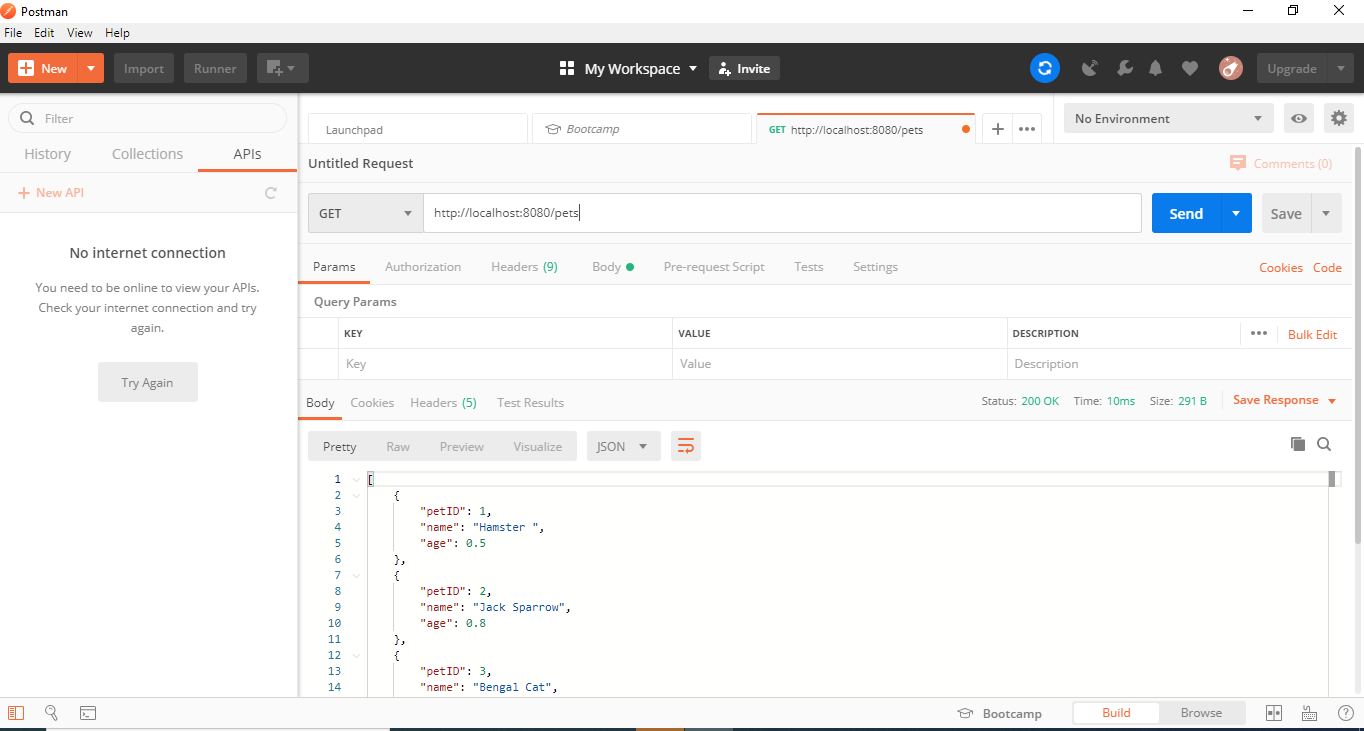 Postman
File Edit View Help
New Import Runner My Workspace Invite Upgrade
Filter
History Collections APIs
New API
No internet connection
You need to be online to view your APIs.
Check your internet connection and try
again.
Try Again
Launchpad Bootcamp GET http://localhost:8080/pets No Environment
Untitled Request Comments (0)
GET http://localhost:8080/pets Send Save
Params Authorization Headers (9) Body Pre-request Script Tests Settings Cookies Code
Query Params
KEY VALUE DESCRIPTION Bulk Edit
Key Value Description
Body Cookies Headers (5) Test Results Status: 200 OK Time: 10ms Size: 291 B Save Response
Pretty Raw Preview Visualize JSON
1 [
2 {
3 "petID": 1,
4 "name": "Hamster ",
5 "age": 0.5
6 },
7 {
8 "petID": 2,
9 "name": "Jack Sparrow",
10 "age": 0.8
11 },
12 {
13 "petID": 3,
14 "name": "Bengal Cat",
Bootcamp Build Browse